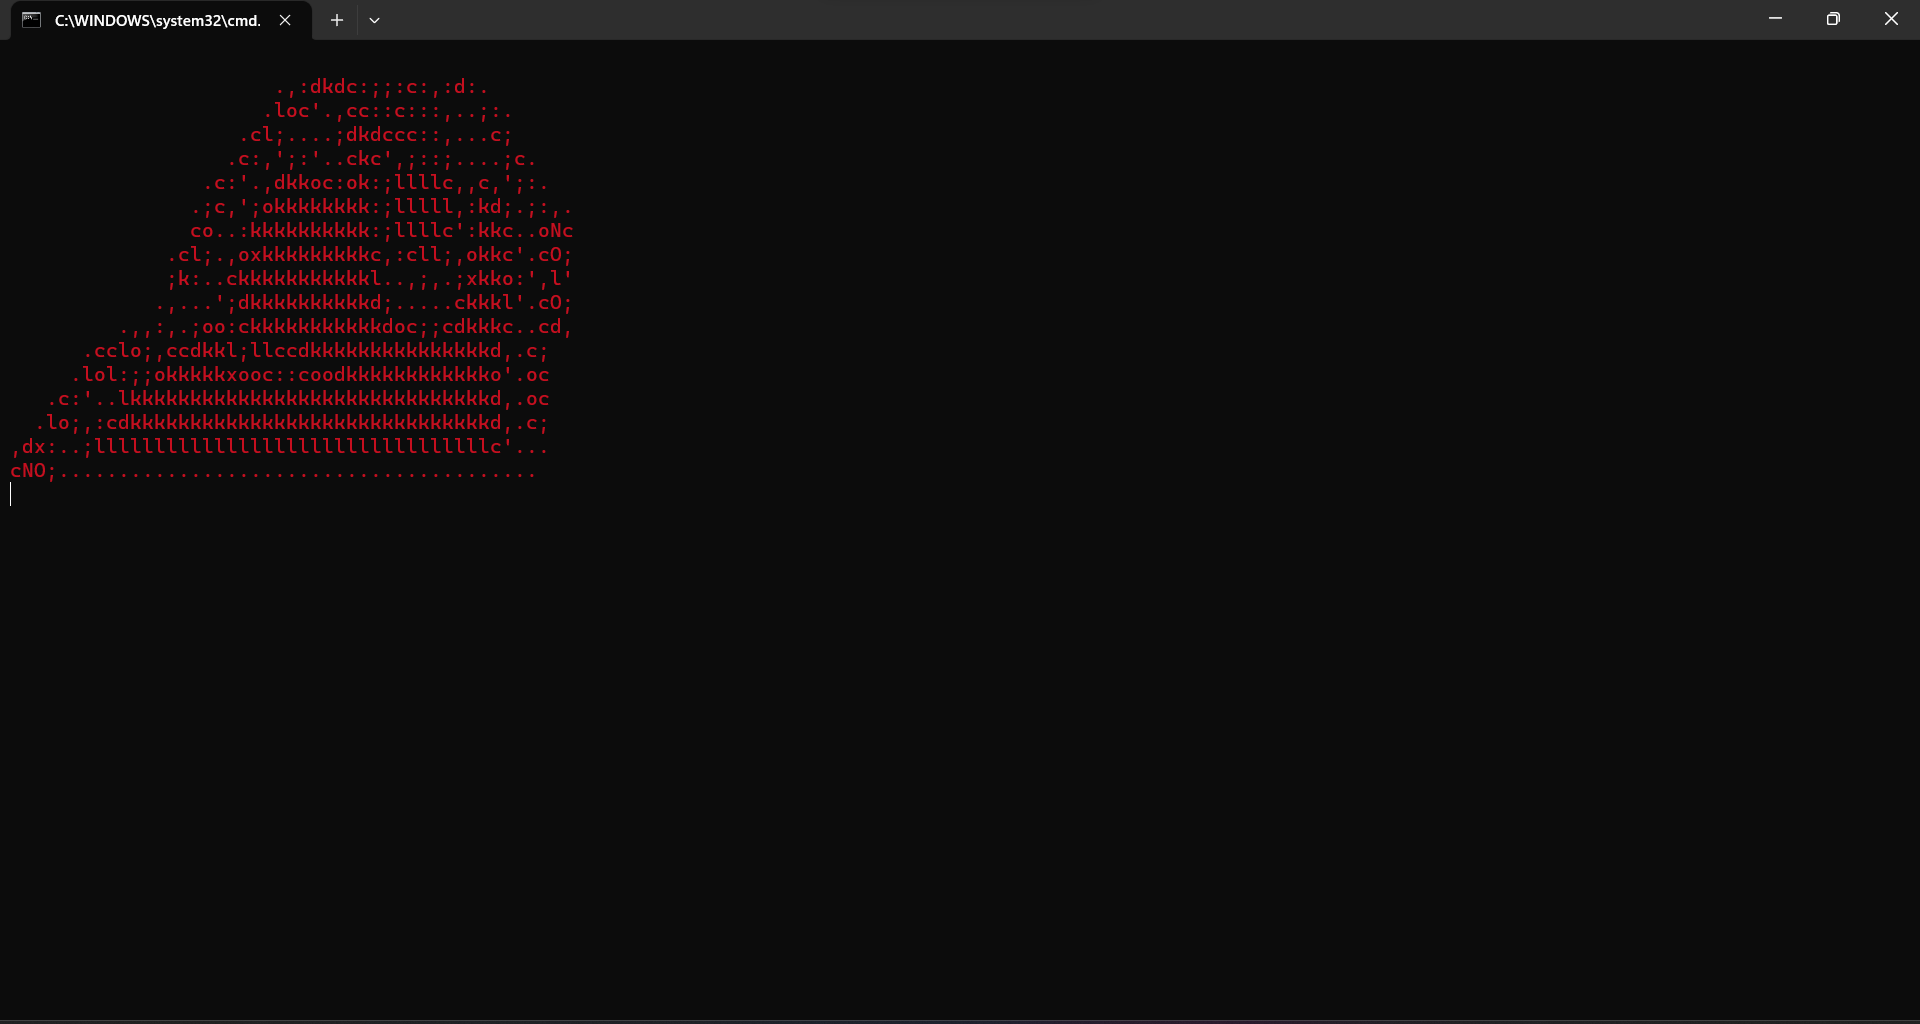 C:\WINDOWS\system32\cmd.
.,:dkdc:;;:c:,:d:.
.loc'.,cc::c:::,..;:.
.cl;....;dkdccc::,...c;
.c:,';:'..ckc',;::;....;c.
.c:'.,dkkoc:ok:;llllc,,c,';:.
.;c,';okkkkkkkk:;lllll,:kd;.;:,.
co..:kkkkkkkkkk:;llllc':kkc..oNc
.cl;.,oxkkkkkkkkkc,:cll;,okkc'.cO;
;k:..ckkkkkkkkkkkl..,;,.;xkko:',l'
.,...';dkkkkkkkkkkd;.....ckkkl'.cO;
.,,:,.;oo:ckkkkkkkkkkkdoc;;cdkkkc..cd,
.cclo;,ccdkkl;llccdkkkkkkkkkkkkkkkd,.c;
.lol:;;okkkkkxooc::coodkkkkkkkkkkkko'.oc
.c:'..lkkkkkkkkkkkkkkkkkkkkkkkkkkkkkkd,.oc
.lo;,:cdkkkkkkkkkkkkkkkkkkkkkkkkkkkkkkd,.c;
,dx:..;lllllllllllllllllllllllllllllllllc'...
cNO;........................................